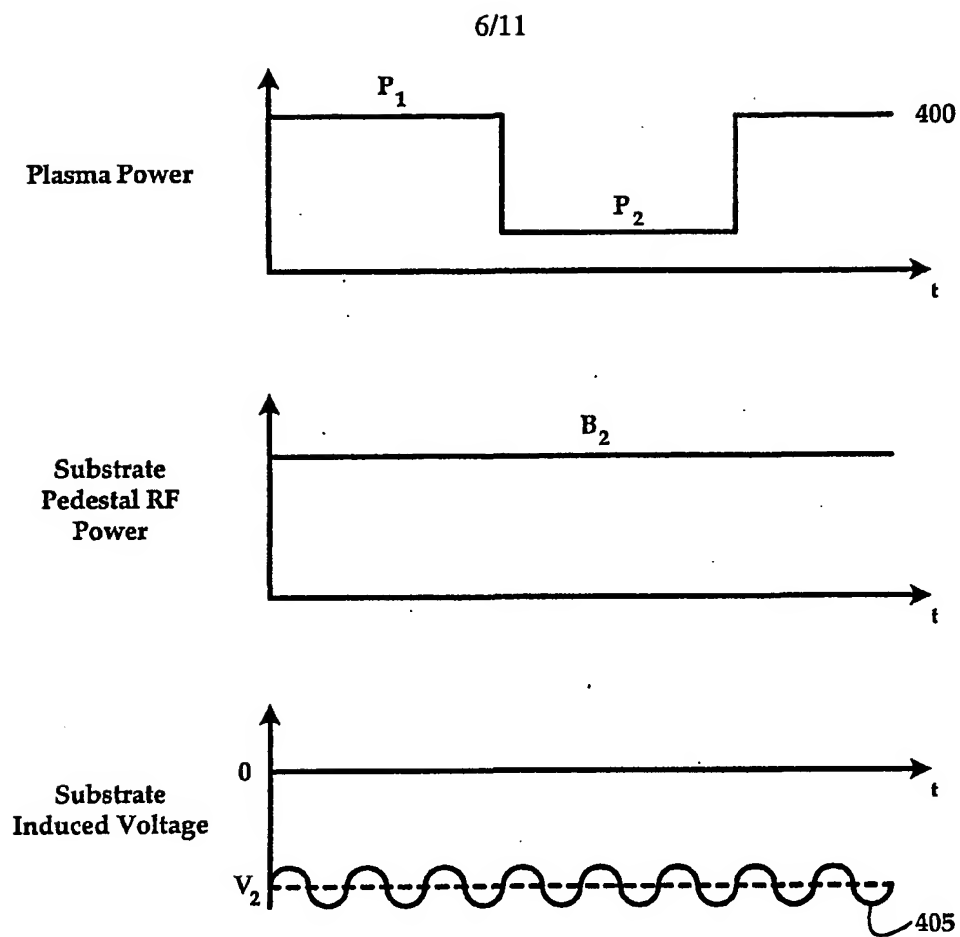 6/11
P1
400
Plasma Power
P2
t
B2
Substrate
Pedestal RF
Power
t
0
t
Substrate
Induced Voltage
V2
405